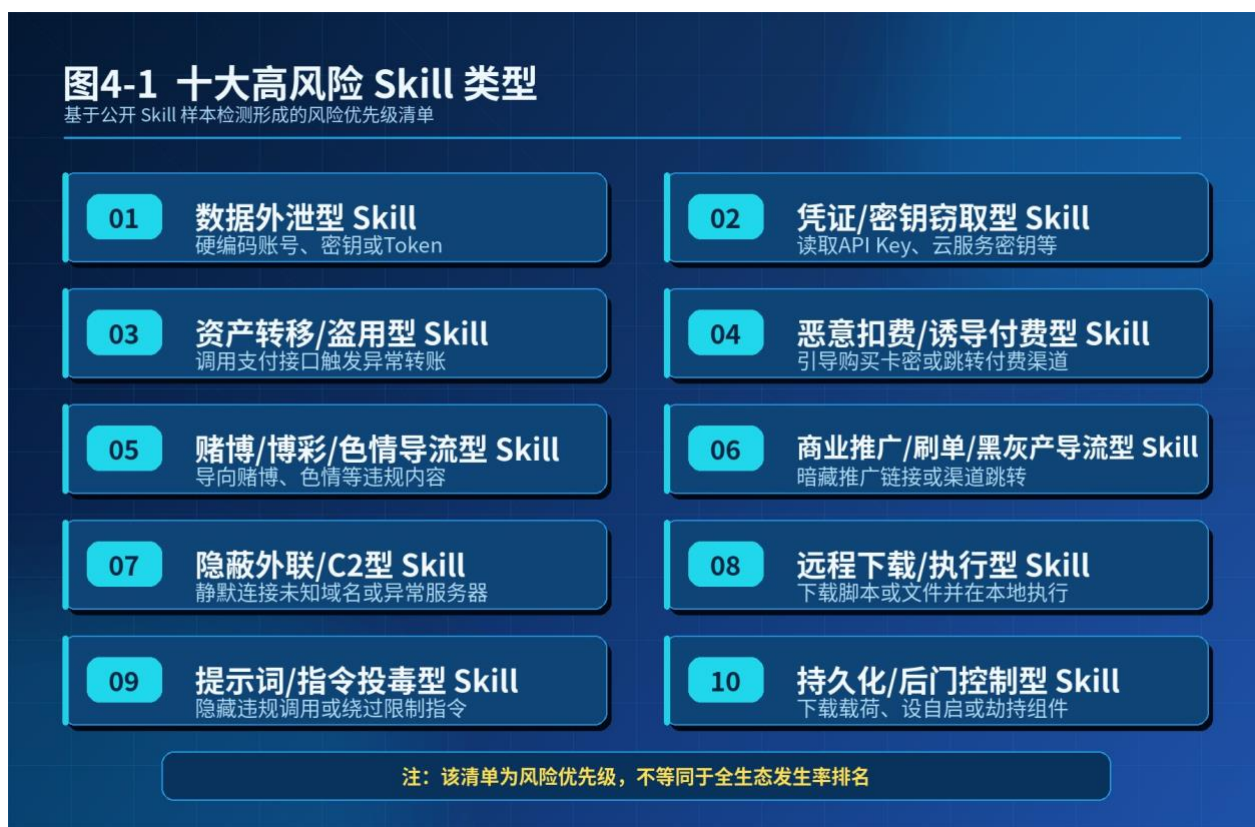 图4-1 十大高风险 Skill 类型
基于公开 Skill 样本检测形成的风险优先级清单
01
数据外泄型 Skill
硬编码账号、密钥或Token
02
凭证/密钥窃取型 Skill
读取API Key、云服务密钥等
03
资产转移/盗用型 Skill
调用支付接口触发异常转账
04
恶意扣费/诱导付费型 Skill
引导购买卡密或跳转付费渠道
05
赌博/博彩/色情导流型 Skill
导向赌博、色情等违规内容
06
商业推广/刷单/黑灰产导流型 Skill
暗藏推广链接或渠道跳转
07
隐蔽外联/C2型 Skill
静默连接未知域名或异常服务器
08
远程下载/执行型 Skill
下载脚本或文件并在本地执行
09
提示词/指令投毒型 Skill
隐藏违规调用或绕过限制指令
10
持久化/后门控制型 Skill
下载载荷、设自启或劫持组件
注：该清单为风险优先级，不等同于全生态发生率排名